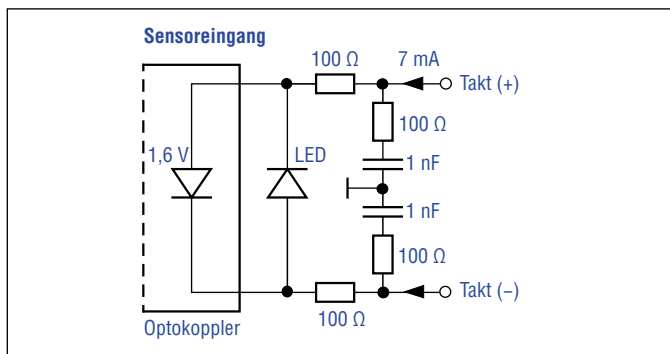 Sensoreingang
100 Ω
7 mA
Takt (+)
100 Ω
1,6 V
LED
1 nF
1 nF
100 Ω
Takt (–)
100 Ω
Optokoppler